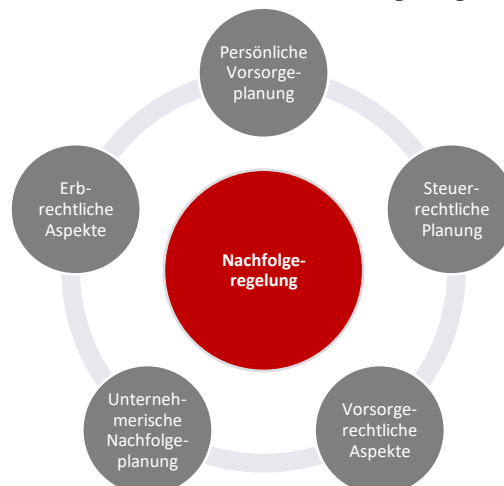 Persönliche
Vorsorge-
planung
Steuer-
rechtliche
Planung
Vorsorge-
rechtliche
Aspekte
Unterneh-
merische
Nachfolge-
planung
Erb-
rechtliche
Aspekte
Nachfolge-
regelung